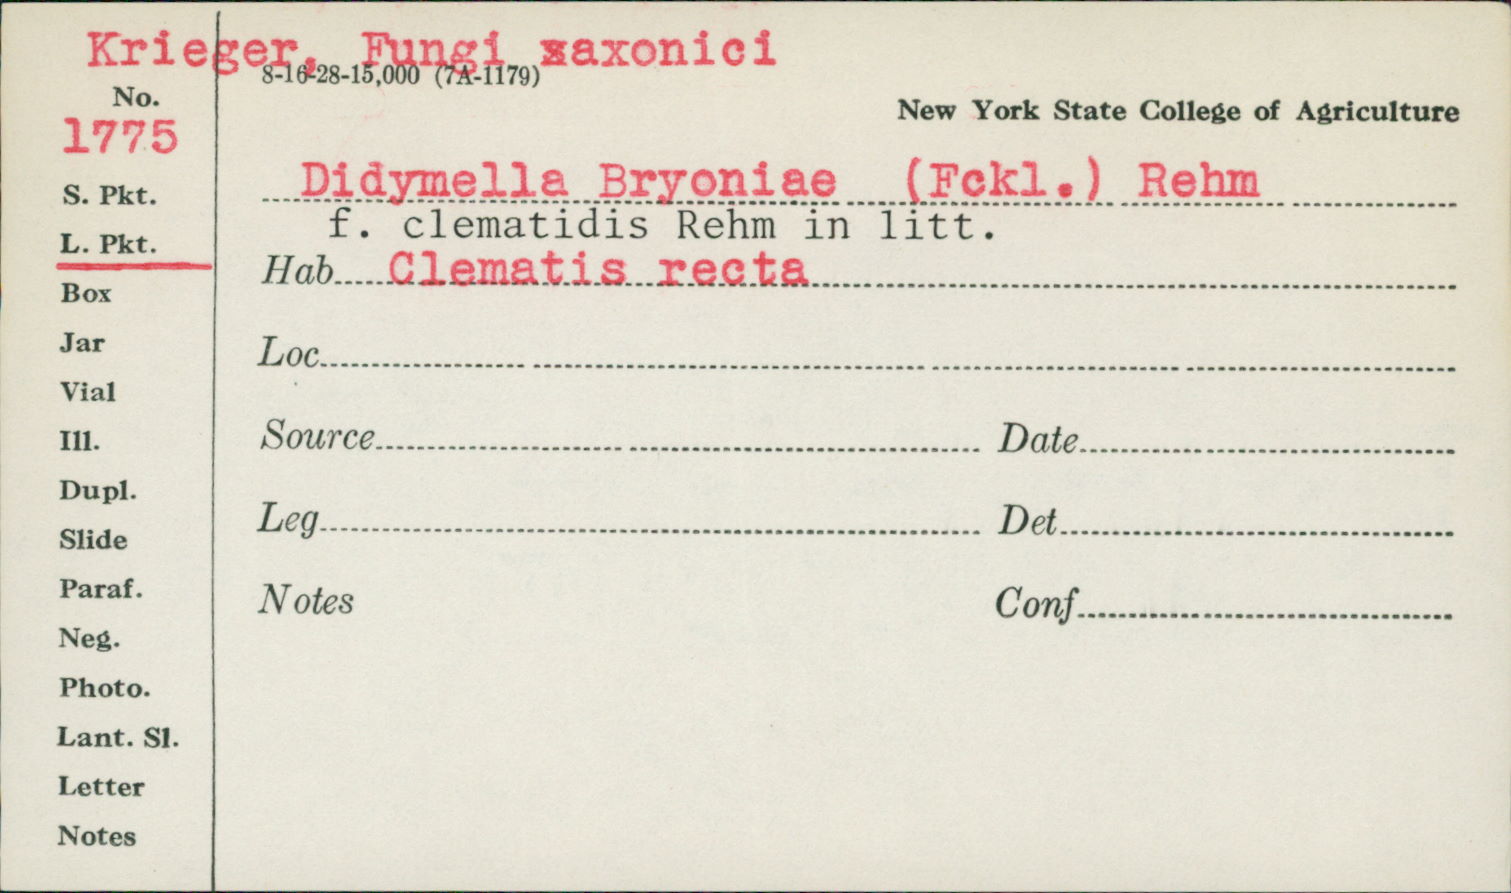 Krieger, Fungi saxonici
8-16-28-15,000 (7A-1179)
No.
1775
New York State College of Agriculture
Didymella Bryoniae (Fckl.) Rehm
f. clematidis Rehm in litt.
Hab Clematis recta
Loc
Source Date
Leg Det
Notes Conf
S. Pkt.
L. Pkt.
Box
Jar
Vial
Ill.
Dupl.
Slide
Paraf.
Neg.
Photo.
Lant. Sl.
Letter
Notes